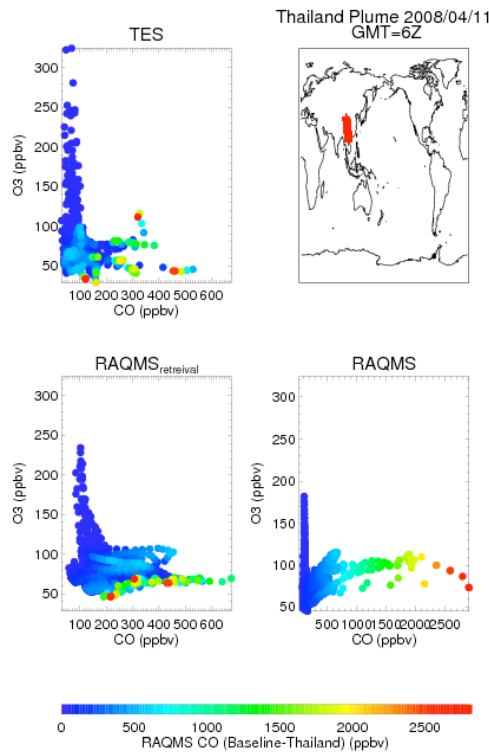 Thailand Plume 2008/04/11
TES
GMT=6Z
300
250
200
150
100
50
O3 (ppbv)
100 200 300 400 500 600
CO (ppbv)
RAQMSretreival
RAQMS
300
250
200
150
100
50
O3 (ppbv)
100 200 300 400 500 600
CO (ppbv)
300
250
200
150
100
50
O3 (ppbv)
500 1000 1500 2000 2500
CO (ppbv)
0 500 1000 1500 2000 2500
RAQMS CO (Baseline-Thailand) (ppbv)